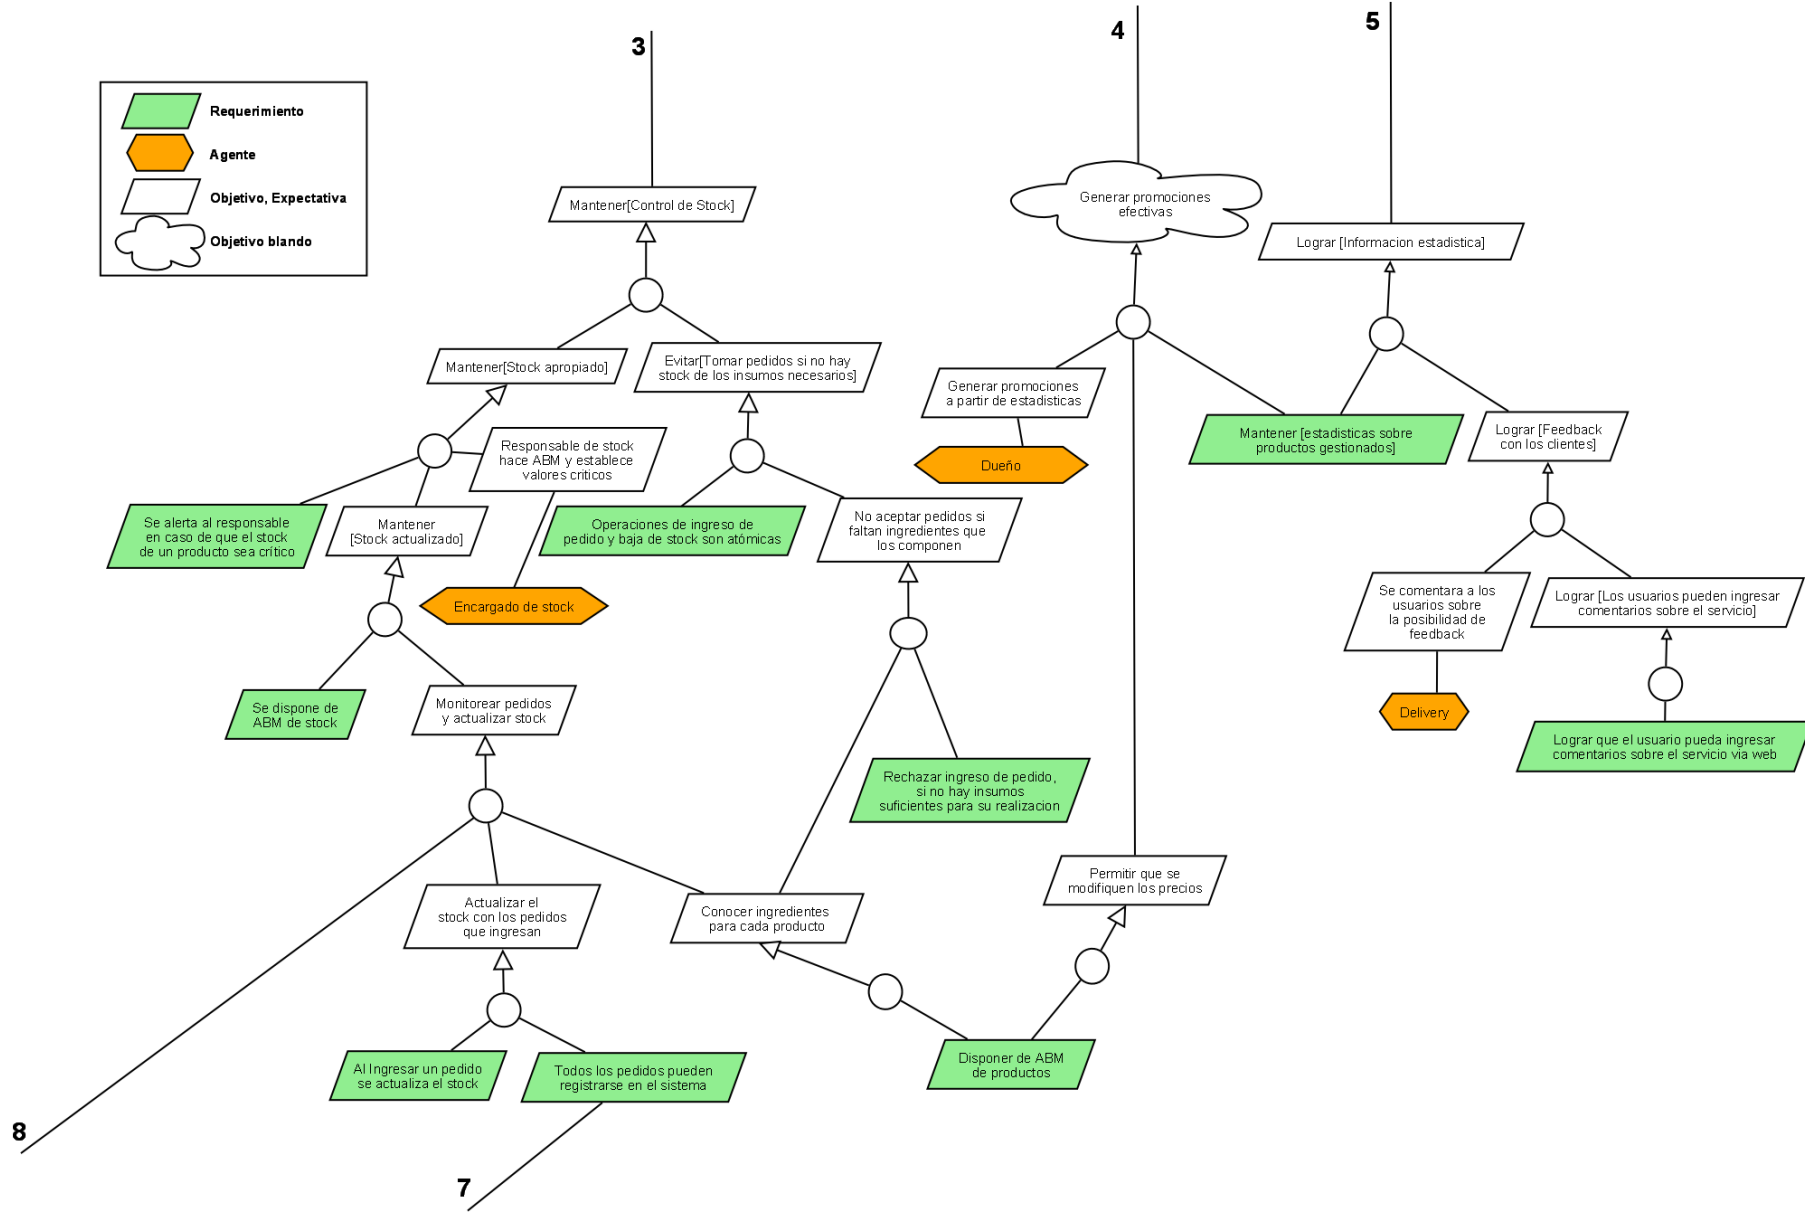 3
4
5
Requerimiento
Agente
Objetivo, Expectativa
Objetivo blando
Mantener[Control de Stock]
Generar promociones
efectivas
Lograr [Informacion estadistica]
Mantener[Stock apropiado]
Evitar[Tomar pedidos si no hay
stock de los insumos necesarios]
Generar promociones
a partir de estadisticas
Dueño
Mantener [estadisticas sobre
productos gestionados]
Lograr [Feedback
con los clientes]
Responsable de stock
hace ABM y establece
valores criticos
Se alerta al responsable
en caso de que el stock
de un producto sea crítico
Mantener
[Stock actualizado]
Operaciones de ingreso de
pedido y baja de stock son atómicas
No aceptar pedidos si
faltan ingredientes que
los componen
Encargado de stock
Se comentara a los
usuarios sobre
la posibilidad de
feedback
Lograr [Los usuarios pueden ingresar
comentarios sobre el servicio]
Se dispone de
ABM de stock
Monitorear pedidos
y actualizar stock
Delivery
Lograr que el usuario pueda ingresar
comentarios sobre el servicio via web
Rechazar ingreso de pedido,
si no hay insumos
suficientes para su realizacion
Permitir que se
modifiquen los precios
Actualizar el
stock con los pedidos
que ingresan
Conocer ingredientes
para cada producto
Al Ingresar un pedido
se actualiza el stock
Todos los pedidos pueden
registrarse en el sistema
Disponer de ABM
de productos
8
7